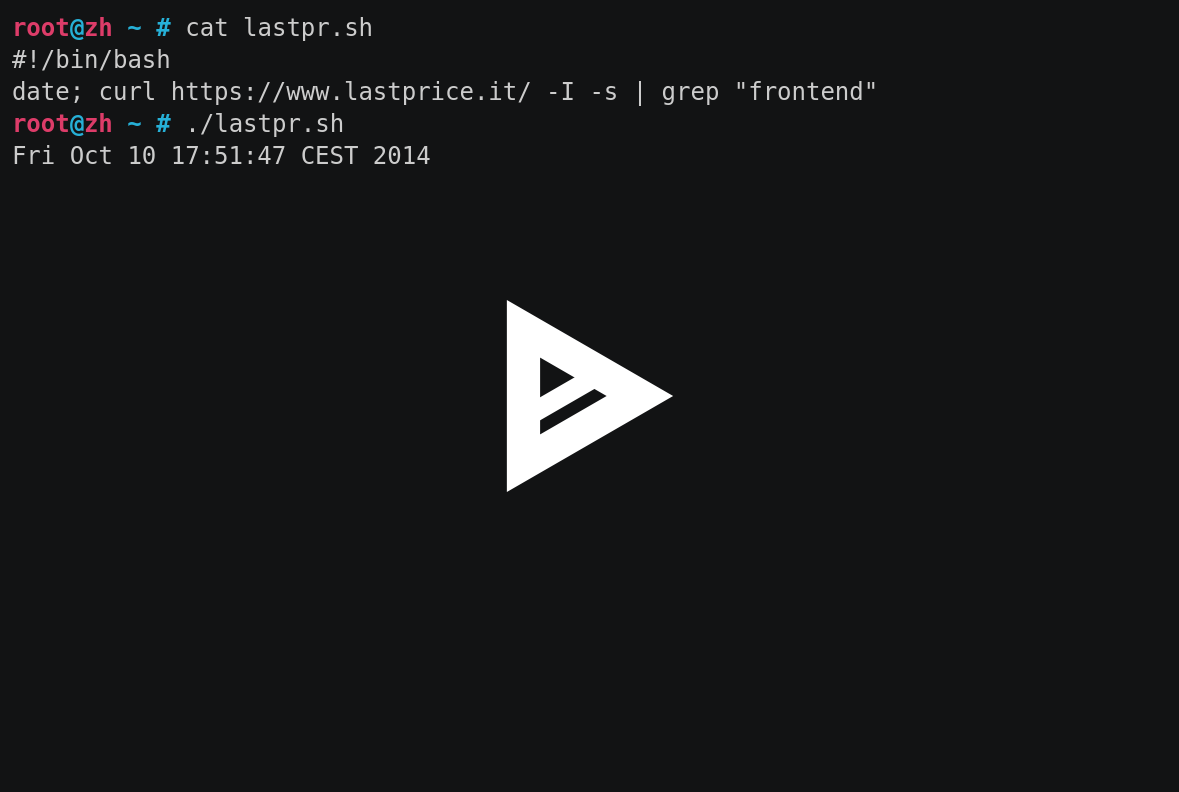 root@zh ~ # cat lastpr.sh
#!/bin/bash
date; curl https://www.lastprice.it/ -I -s | grep "frontend"
root@zh ~ # ./lastpr.sh
Fri Oct 10 17:51:47 CEST 2014